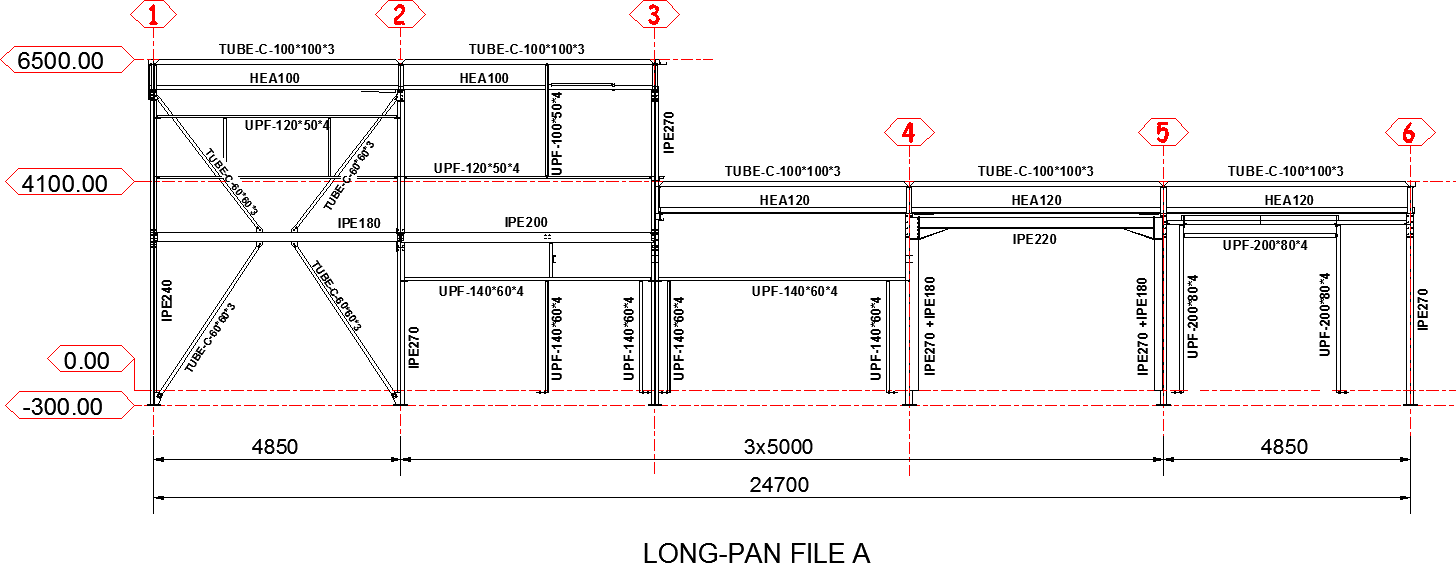 1
2
3
6500.00
TUBE-C-100*100*3
TUBE-C-100*100*3
HEA100
HEA100
UPF-120*50*4
UPF-100*50*4
IPE270
4
5
6
TUBE-C-60*60*3
TUBE-C-60*60*3
UPF-120*50*4
4100.00
TUBE-C-100*100*3
TUBE-C-100*100*3
TUBE-C-100*100*3
HEA120
HEA120
HEA120
IPE180
IPE200
IPE220
UPF-200*80*4
IPE240
TUBE-C-60*60*3
TUBE-C-60*60*3
UPF-140*60*4
UPF-140*60*4
IPE270
UPF-140*60*4
UPF-140*60*4
UPF-140*60*4
UPF-140*60*4
IPE270 +IPE180
IPE270 +IPE180
UPF-200*80*4
UPF-200*80*4
IPE270
0.00
-300.00
4850
3x5000
4850
24700
LONG-PAN FILE A